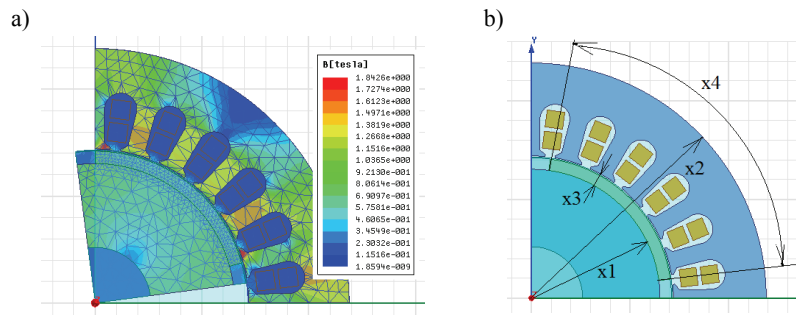 a)
B[tesla]
1.8426e+000
1.7274e+000
1.6123e+000
1.4971e+000
1.3819e+000
1.2668e+000
1.1516e+000
1.0365e+000
9.2130e-001
8.0614e-001
6.9097e-001
5.7581e-001
4.6065e-001
3.4549e-001
2.3032e-001
1.1516e-001
1.8594e-009
b)
Y
x4
x2
x3
x1